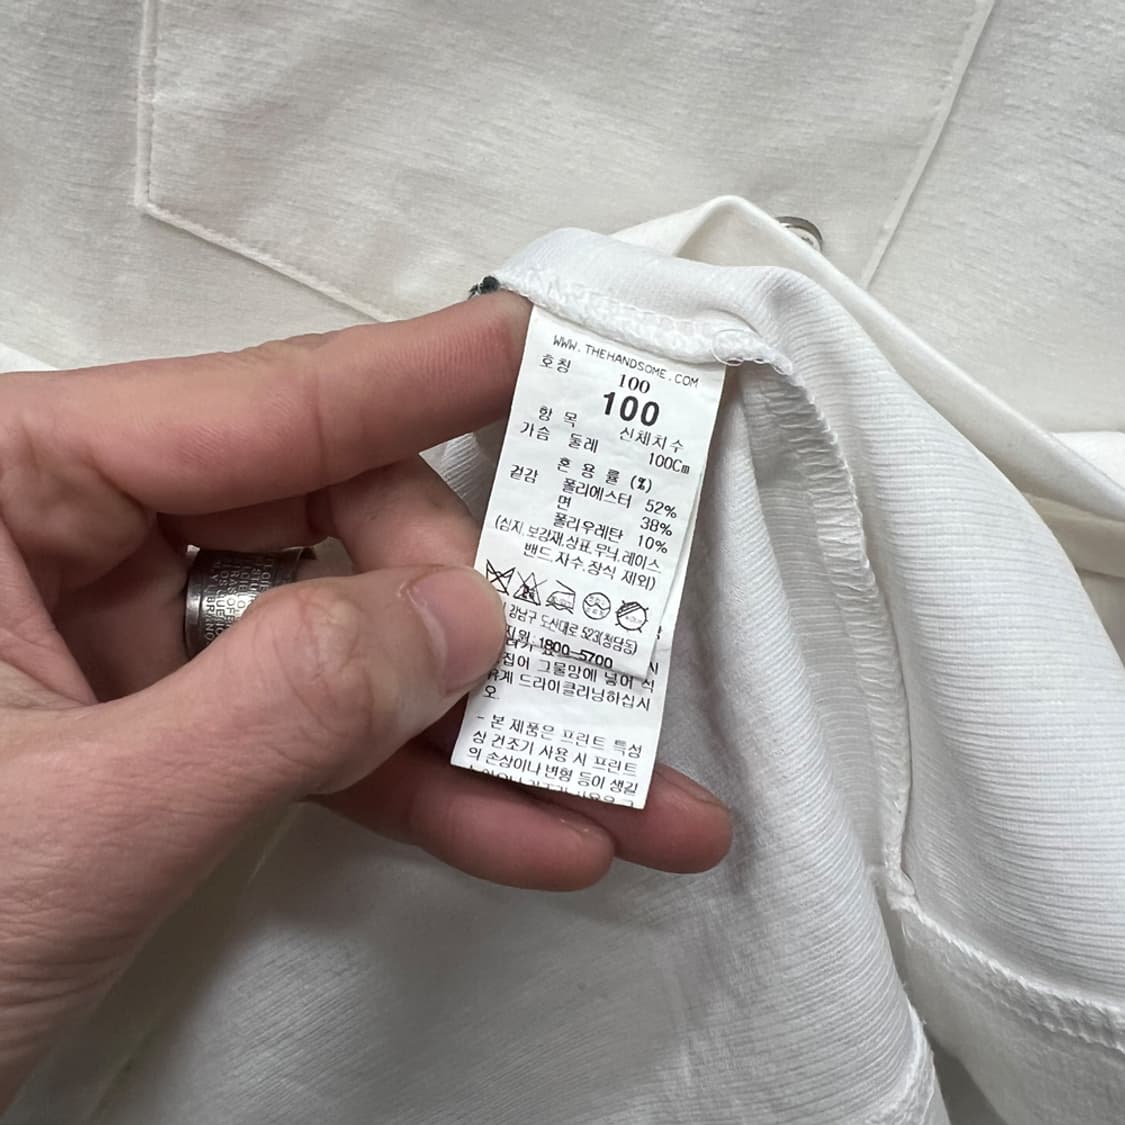 WWW.THEHANDSOME.COM
호칭
100
100
항 목 신체치수
가슴 둘레 100Cm
혼 용 률 (%)
겉감 폴리에스터 52%
면 38%
폴리우레탄 10%
(심지,보강재,상표,무늬,레이스
밴드,자수,장식 제외)
강남구 도산대로 523(청담동)
1800-5700
집어 그물망에 넣어 석
유계 드라이클리닝하십시
오
- 본 제품은 프린트 특성
상 건조기 사용 시 프린트
의 손상이나 변형 등이 생길